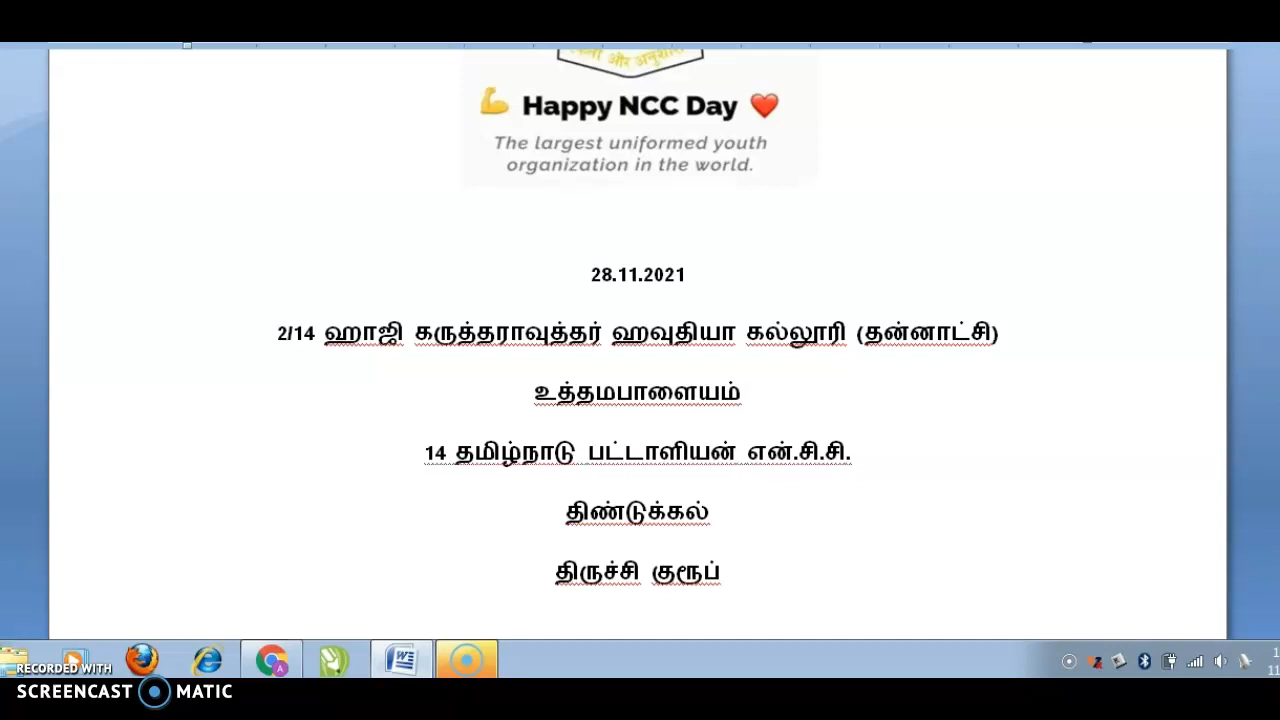 और
💪 Happy NCC Day ❤️
The largest uniformed youth
organization in the world.
28.11.2021
2/14 ஹாஜி கருத்தராவுத்தர் ஹவுதியா கல்லூரி (தன்னாட்சி)
உத்தமபாளையம்
14 தமிழ்நாடு பட்டாளியன் என்.சி.சி.
திண்டுக்கல்
திருச்சி குரூப்
RECORDED WITH
SCREENCAST MATIC